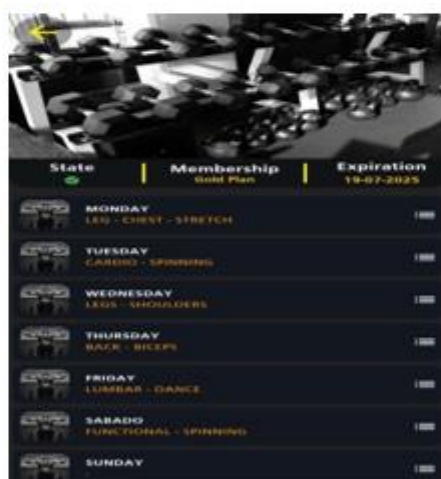 State
Membership
Gold Plan
Expiration
19-07-2025
MONDAY
LEG - CHEST - STRETCH
TUESDAY
CARDIO - SPINNING
WEDNESDAY
LEGS - SHOULDERS
THURSDAY
BACK - BICEPS
FRIDAY
LUMBAR - DANCE
SABADO
FUNCTIONAL - SPINNING
SUNDAY
-